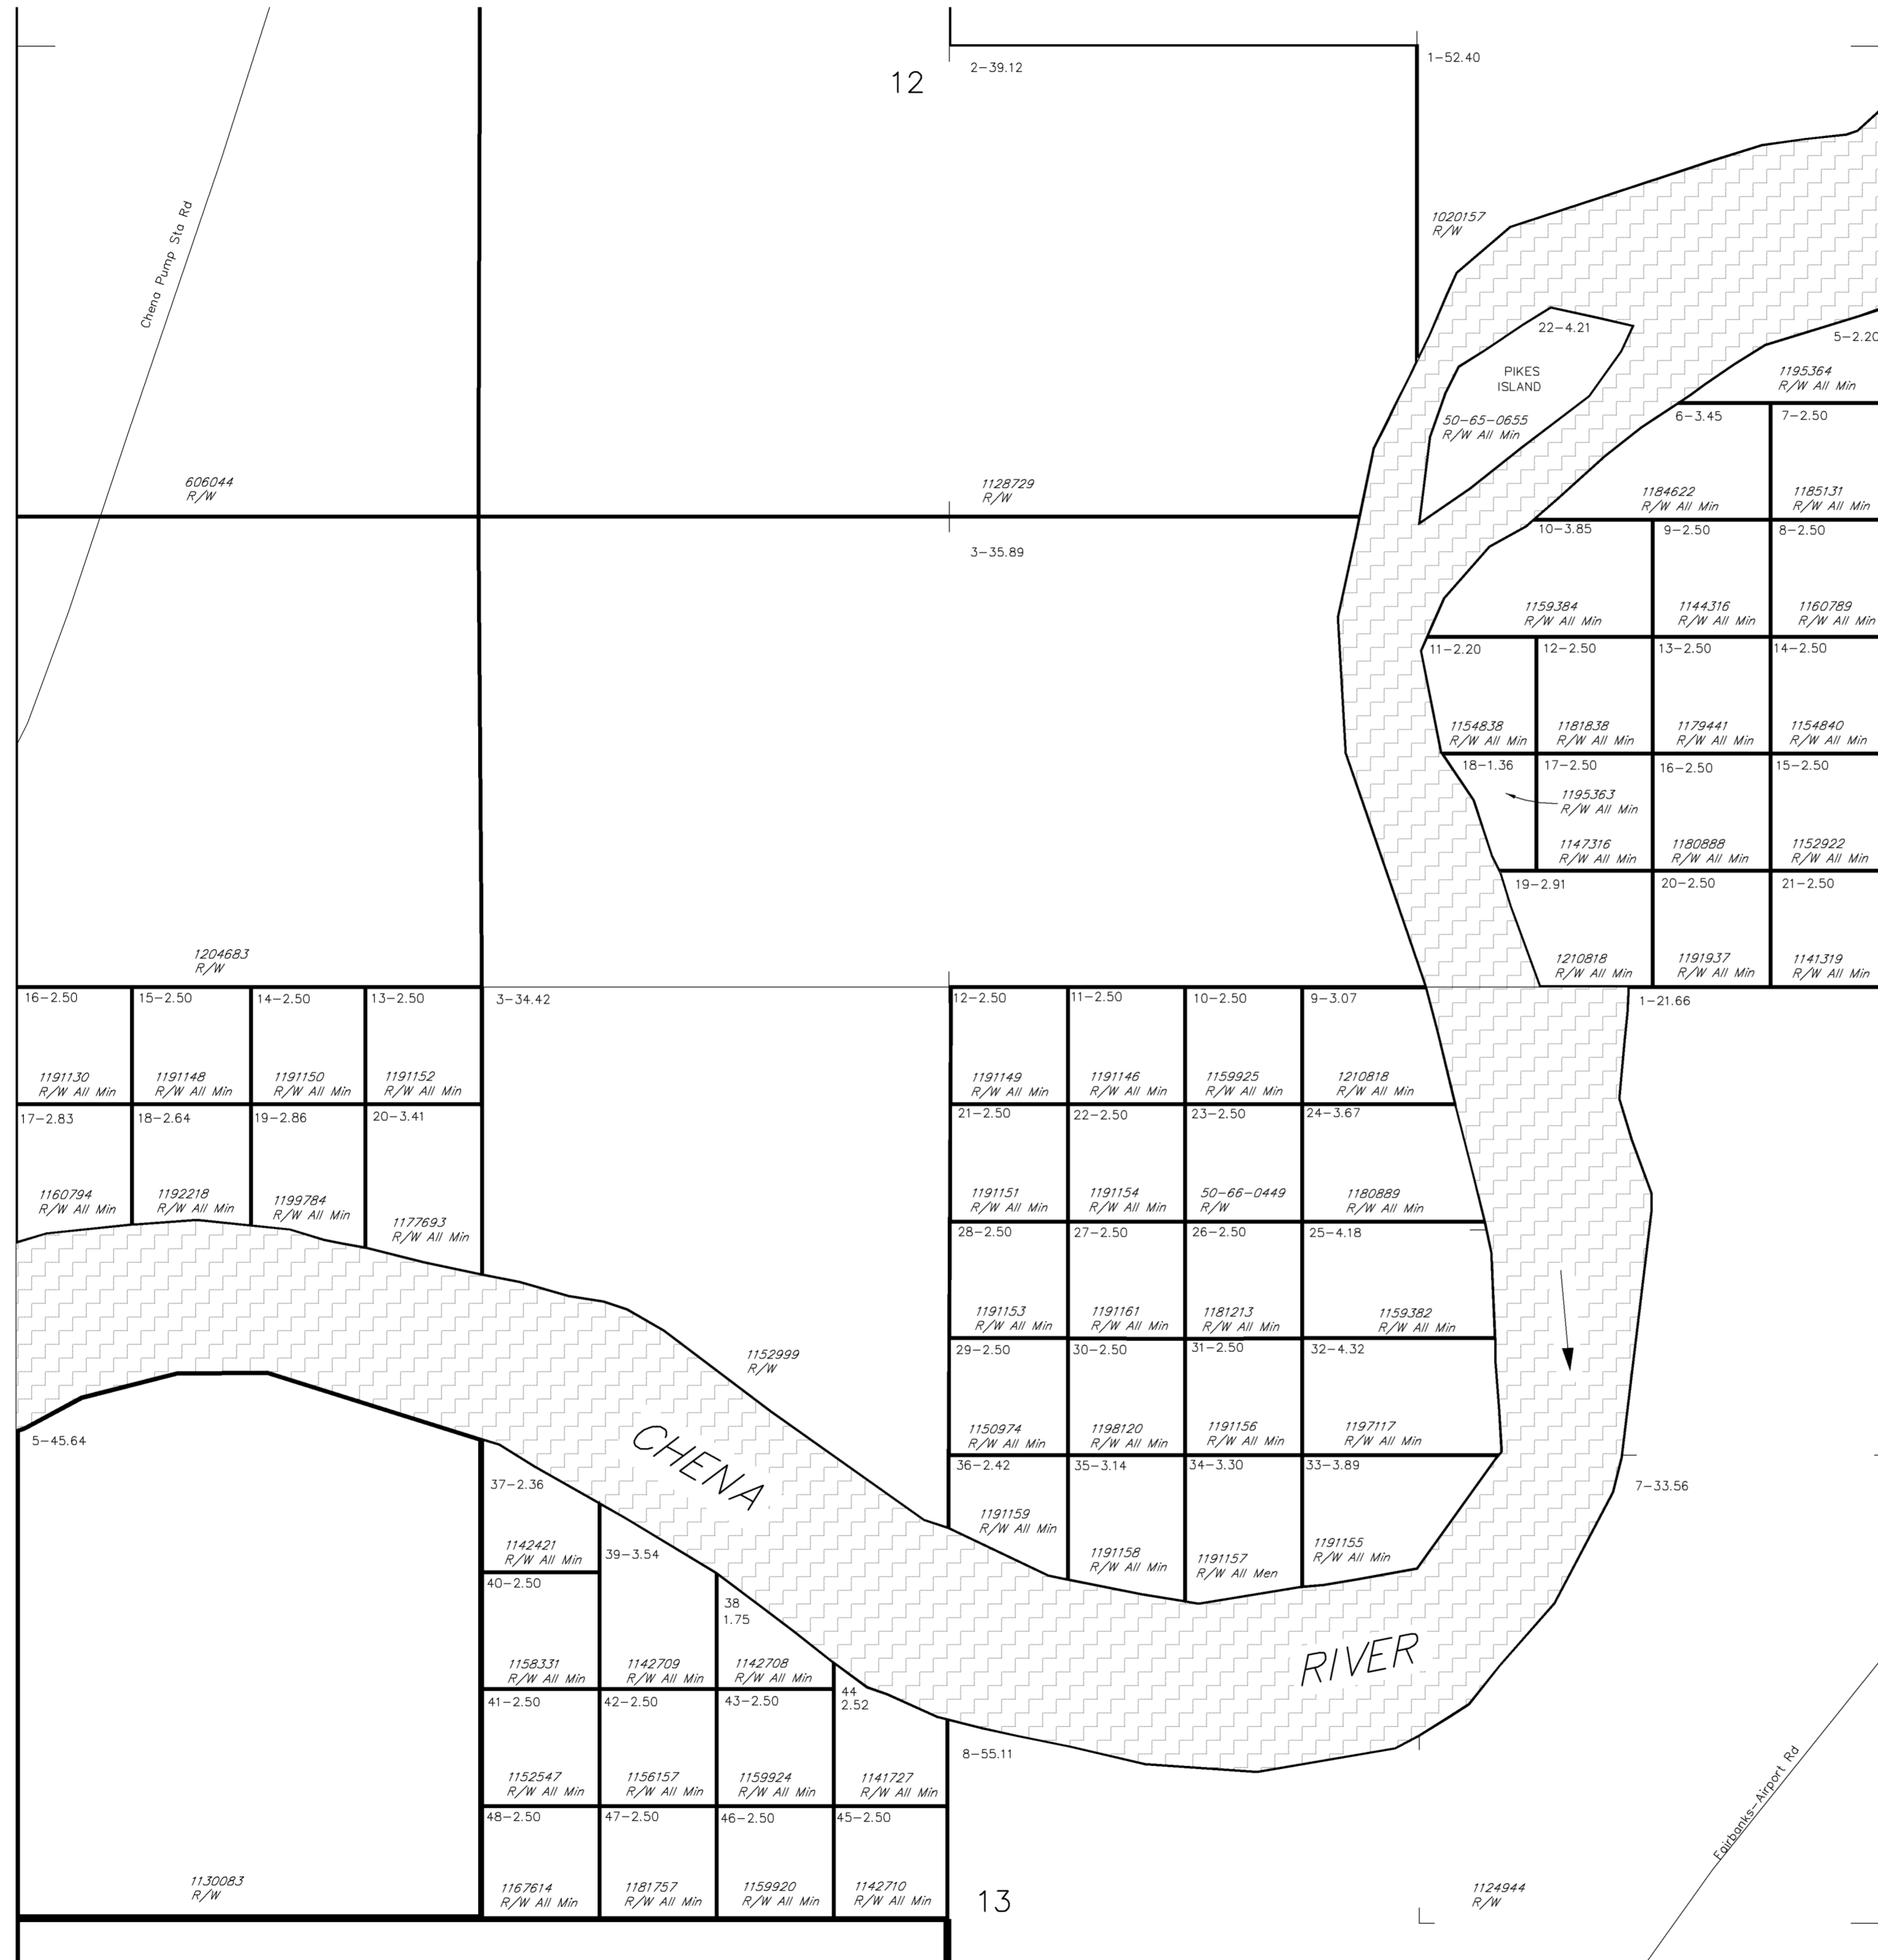 12
2-39.12
1-52.40
Chena Pump Sta Rd
1020157
R/W
22-4.21
PIKES
ISLAND
50-65-0655
R/W All Min
5-2.20
1195364
R/W All Min
6-3.45
7-2.50
606044
R/W
1128729
R/W
1184622
R/W All Min
1185131
R/W All Min
3-35.89
10-3.85
9-2.50
8-2.50
1159384
R/W All Min
1144316
R/W All Min
1160789
R/W All Min
11-2.20
12-2.50
13-2.50
14-2.50
1154838
R/W All Min
1181838
R/W All Min
1179441
R/W All Min
1154840
R/W All Min
18-1.36
17-2.50
16-2.50
15-2.50
1195363
R/W All Min
1147316
R/W All Min
1180888
R/W All Min
1152922
R/W All Min
19-2.91
20-2.50
21-2.50
1204683
R/W
1210818
R/W All Min
1191937
R/W All Min
1141319
R/W All Min
16-2.50
15-2.50
14-2.50
13-2.50
3-34.42
12-2.50
11-2.50
10-2.50
9-3.07
1-21.66
1191130
R/W All Min
1191148
R/W All Min
1191150
R/W All Min
1191152
R/W All Min
1191149
R/W All Min
1191146
R/W All Min
1159925
R/W All Min
1210818
R/W All Min
17-2.83
18-2.64
19-2.86
20-3.41
21-2.50
22-2.50
23-2.50
24-3.67
1160794
R/W All Min
1192218
R/W All Min
1199784
R/W All Min
1177693
R/W All Min
1191151
R/W All Min
1191154
R/W All Min
50-66-0449
R/W
1180889
R/W All Min
28-2.50
27-2.50
26-2.50
25-4.18
1191153
R/W All Min
1191161
R/W All Min
1181213
R/W All Min
1159382
R/W All Min
1152999
R/W
29-2.50
30-2.50
31-2.50
32-4.32
5-45.64
CHENA
1150974
R/W All Min
1198120
R/W All Min
1191156
R/W All Min
1197117
R/W All Min
37-2.36
36-2.42
35-3.14
34-3.30
33-3.89
7-33.56
1191159
R/W All Min
1191158
R/W All Min
1191157
R/W All Men
1191155
R/W All Min
1142421
R/W All Min
39-3.54
40-2.50
38
1.75
RIVER
1158331
R/W All Min
1142709
R/W All Min
1142708
R/W All Min
41-2.50
42-2.50
43-2.50
44
2.52
8-55.11
1152547
R/W All Min
1156157
R/W All Min
1159924
R/W All Min
1141727
R/W All Min
Fairbanks-Airport Rd
48-2.50
47-2.50
46-2.50
45-2.50
1130083
R/W
1167614
R/W All Min
1181757
R/W All Min
1159920
R/W All Min
1142710
R/W All Min
13
1124944
R/W